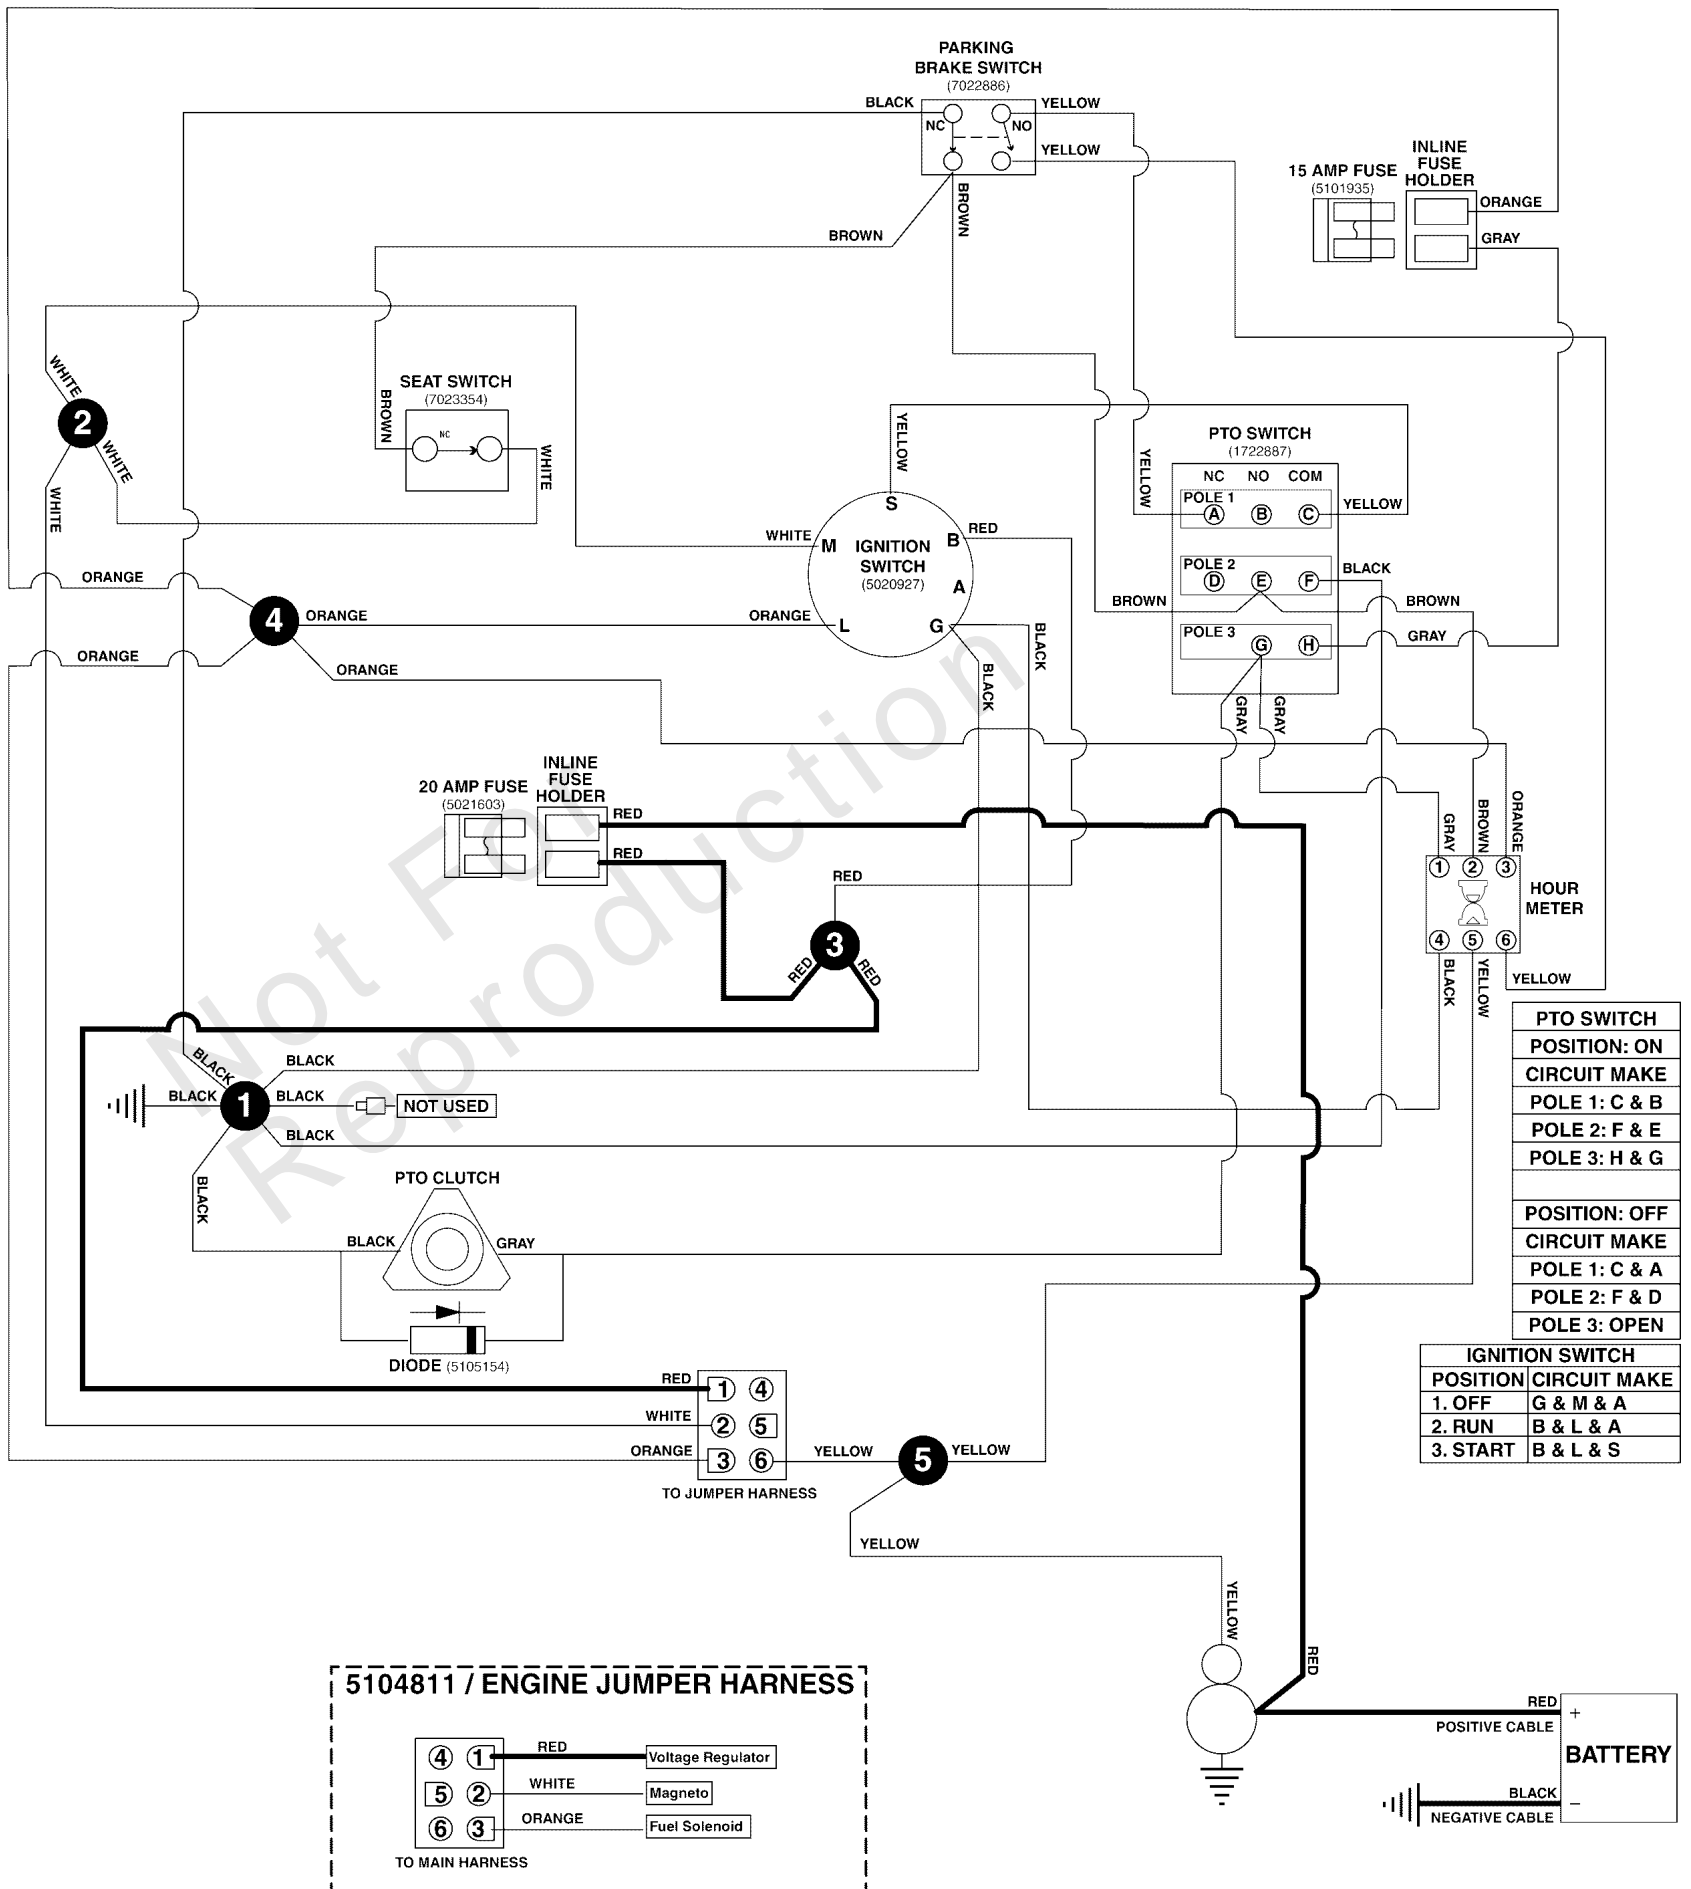 PARKING
BRAKE SWITCH
(7022886)
BLACK
YELLOW
NC
NO
YELLOW
BROWN
BROWN
15 AMP FUSE
(5101935)
INLINE
FUSE
HOLDER
ORANGE
GRAY
WHITE
2
WHITE
WHITE
SEAT SWITCH
(7023354)
BROWN
NC
WHITE
YELLOW
S
WHITE
M
B
RED
IGNITION
SWITCH
(5020927)
A
ORANGE
L
G
BLACK
BLACK
YELLOW
PTO SWITCH
(1722887)
NC NO COM
POLE 1
A B C
YELLOW
POLE 2
D E F
BLACK
BROWN
BROWN
POLE 3
G H
GRAY
GRAY
GRAY
ORANGE
4
ORANGE
ORANGE
ORANGE
20 AMP FUSE
(5021603)
INLINE
FUSE
HOLDER
RED
RED
RED
3
RED
RED
GRAY
BROWN
ORANGE
1 2 3
HOUR
METER
4 5 6
BLACK
YELLOW
YELLOW
BLACK
BLACK
BLACK
1
BLACK
NOT USED
BLACK
BLACK
PTO CLUTCH
BLACK
GRAY
DIODE (5105154)
PTO SWITCH
POSITION: ON
CIRCUIT MAKE
POLE 1: C & B
POLE 2: F & E
POLE 3: H & G
POSITION: OFF
CIRCUIT MAKE
POLE 1: C & A
POLE 2: F & D
POLE 3: OPEN
IGNITION SWITCH
POSITION CIRCUIT MAKE
1. OFF G & M & A
2. RUN B & L & A
3. START B & L & S
RED
1 4
WHITE
2 5
ORANGE
3 6
YELLOW
5
YELLOW
TO JUMPER HARNESS
YELLOW
YELLOW
RED
RED
POSITIVE CABLE
+
BATTERY
BLACK
NEGATIVE CABLE
–
5104811 / ENGINE JUMPER HARNESS
4 1
RED
Voltage Regulator
5 2
WHITE
Magneto
6 3
ORANGE
Fuel Solenoid
TO MAIN HARNESS
Not For
Reproduction